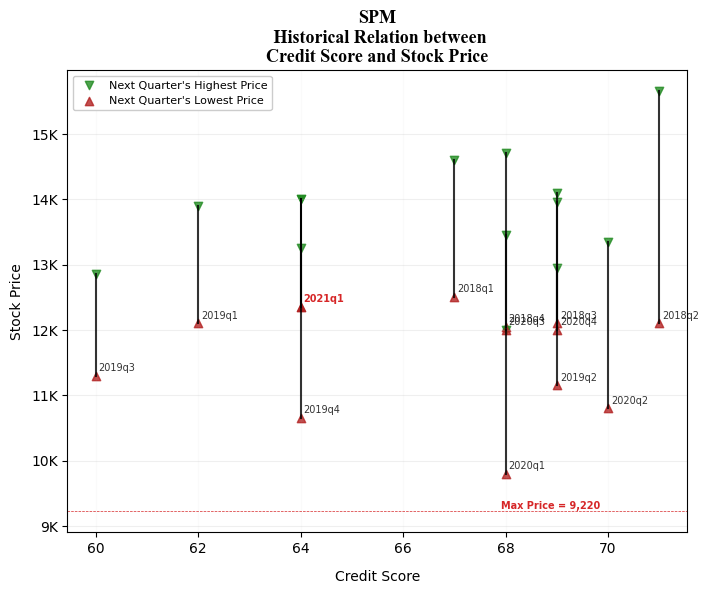 SPM
Historical Relation between
Credit Score and Stock Price
Next Quarter's Highest Price
Next Quarter's Lowest Price
Stock Price
15K
14K
13K
12K
11K
10K
9K
2018q1
2018q2
2018q3
2018q4
2019q1
2019q2
2019q3
2019q4
2020q1
2020q2
2020q3
2020q4
2021q1
Max Price = 9,220
60
62
64
66
68
70
Credit Score